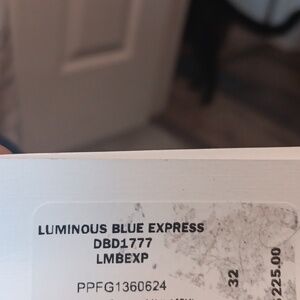 LUMINOUS BLUE EXPRESS
DBD1777
LMBEXP
PPFG1360624
32
225.00